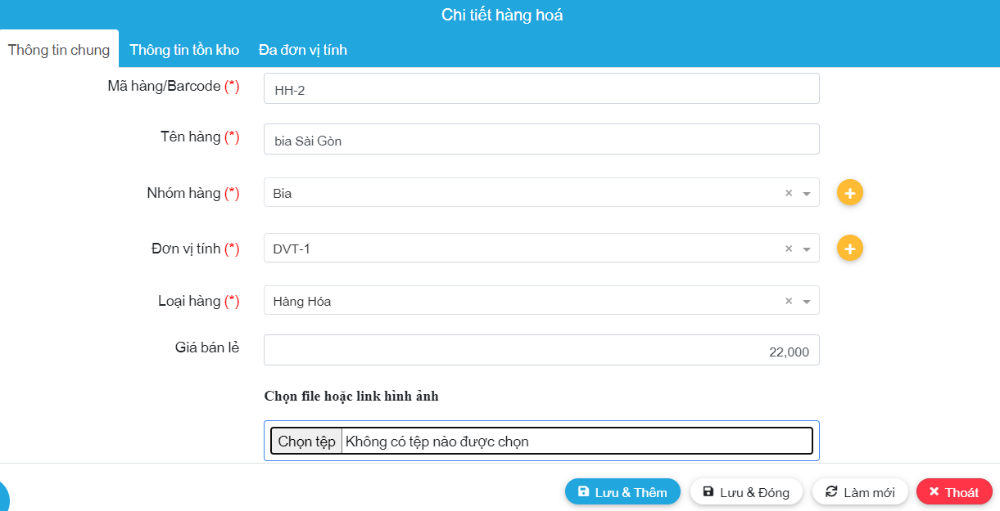 Chi tiết hàng hoá
Thông tin chung Thông tin tồn kho Đa đơn vị tính
Mã hàng/Barcode (*) HH-2
Tên hàng (*) bia Sài Gòn
Nhóm hàng (*) Bia × +
Đơn vị tính (*) DVT-1 × +
Loại hàng (*) Hàng Hóa ×
Giá bán lẻ 22,000
Chọn file hoặc link hình ảnh
Chọn tệp Không có tệp nào được chọn
Lưu & Thêm Lưu & Đóng Làm mới Thoát